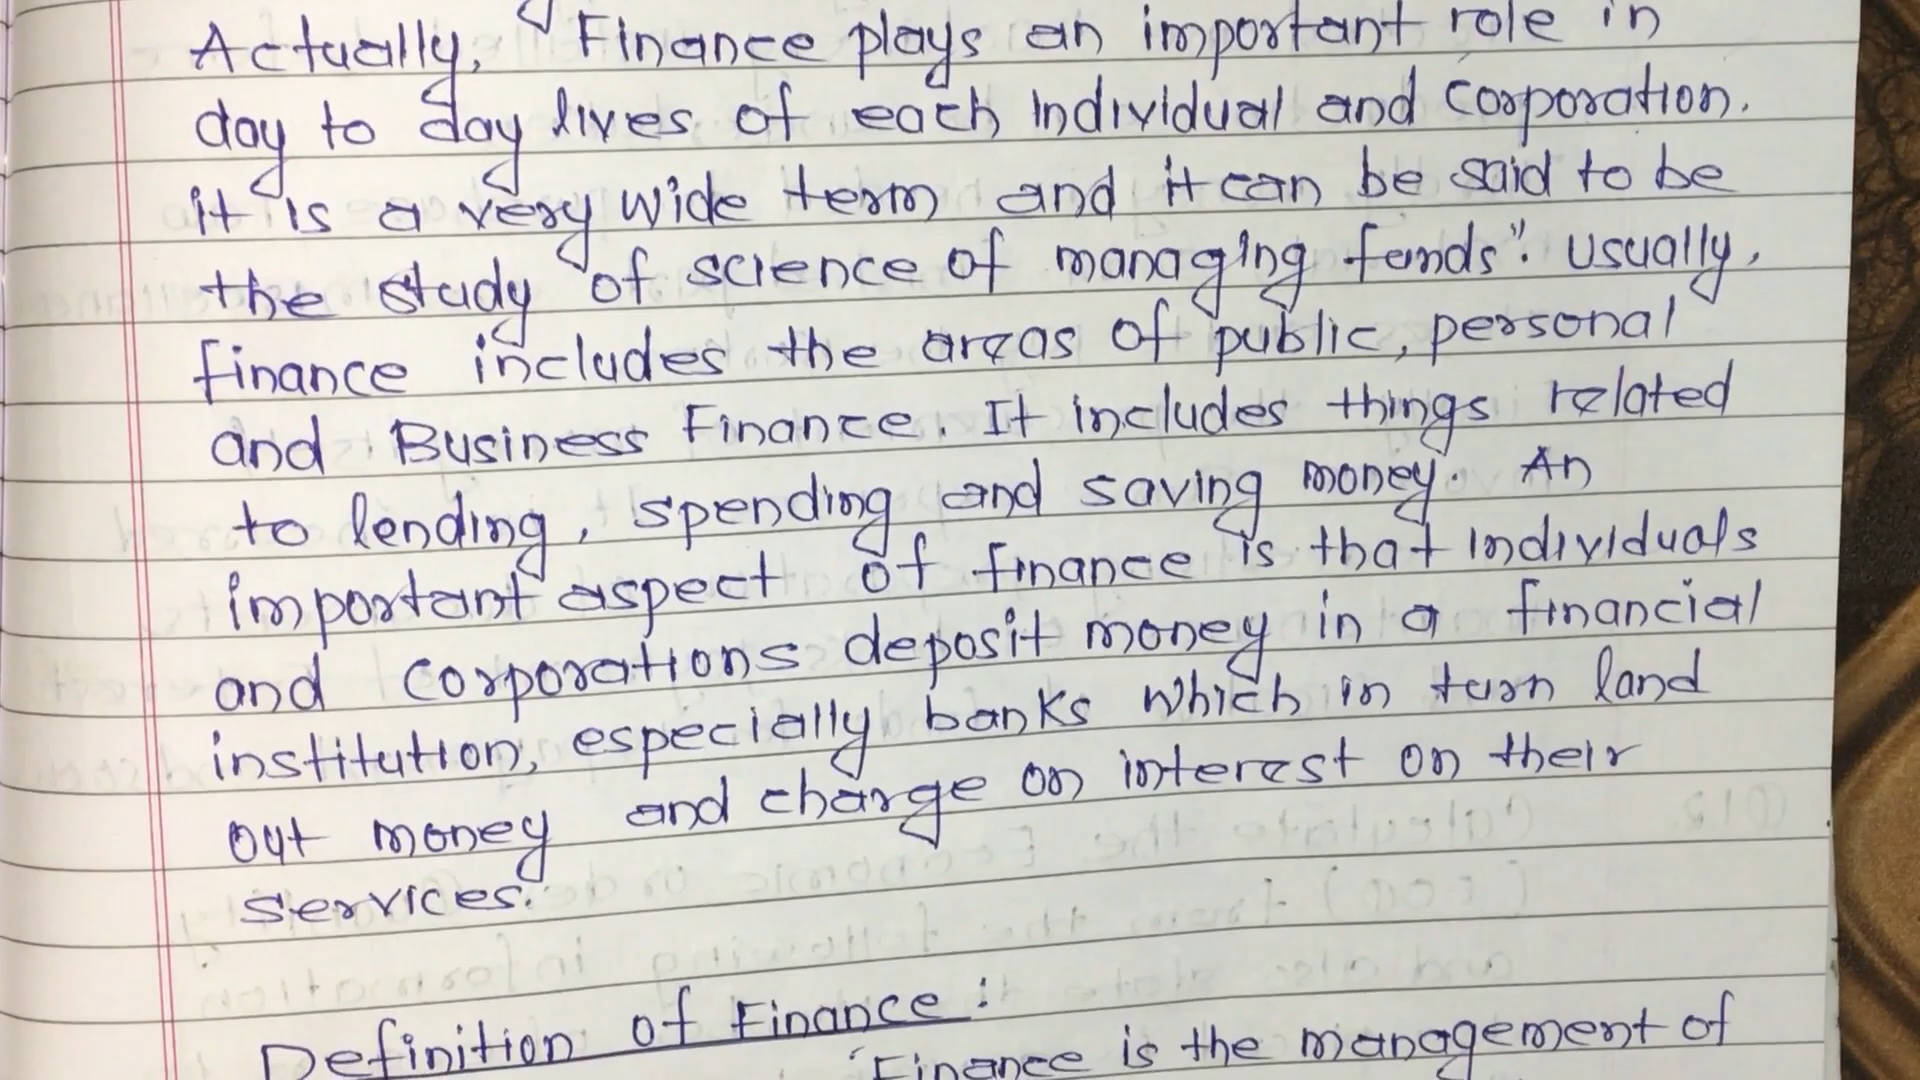 Actually, Finance plays an important role in
day to day lives of each individual and corporation.
it is a very wide term and it can be said to be
the study "of science of managing funds". Usually,
finance includes the areas of public, personal
and Business Finance. It includes things related
to lending, spending and saving money. An
important aspect of finance is that individuals
and corporations deposit money in a financial
institution, especially banks which in turn land
out money and charge on interest on their
services.
Definition of Finance :
'Finance is the management of